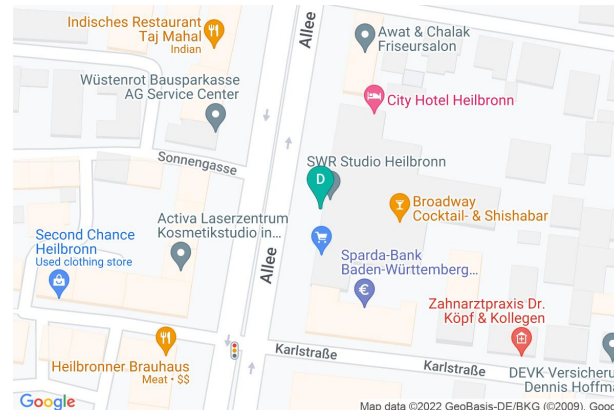 Indisches Restaurant
Taj Mahal
Indian
Allee
Awat & Chalak
Friseursalon
Wüstenrot Bausparkasse
AG Service Center
City Hotel Heilbronn
Sonnengasse
SWR Studio Heilbronn
D
Broadway
Cocktail- & Shishabar
Activa Laserzentrum
Kosmetikstudio in...
Second Chance
Heilbronn
Used clothing store
Allee
Sparda-Bank
Baden-Württemberg...
€
Zahnarztpraxis Dr.
Köpf & Kollegen
Heilbronner Brauhaus
Meat • $$
Karlstraße
Karlstraße
DEVK Versicheru
Dennis Hoffma
Google
Map data ©2022 GeoBasis-DE/BKG (©2009), Goog